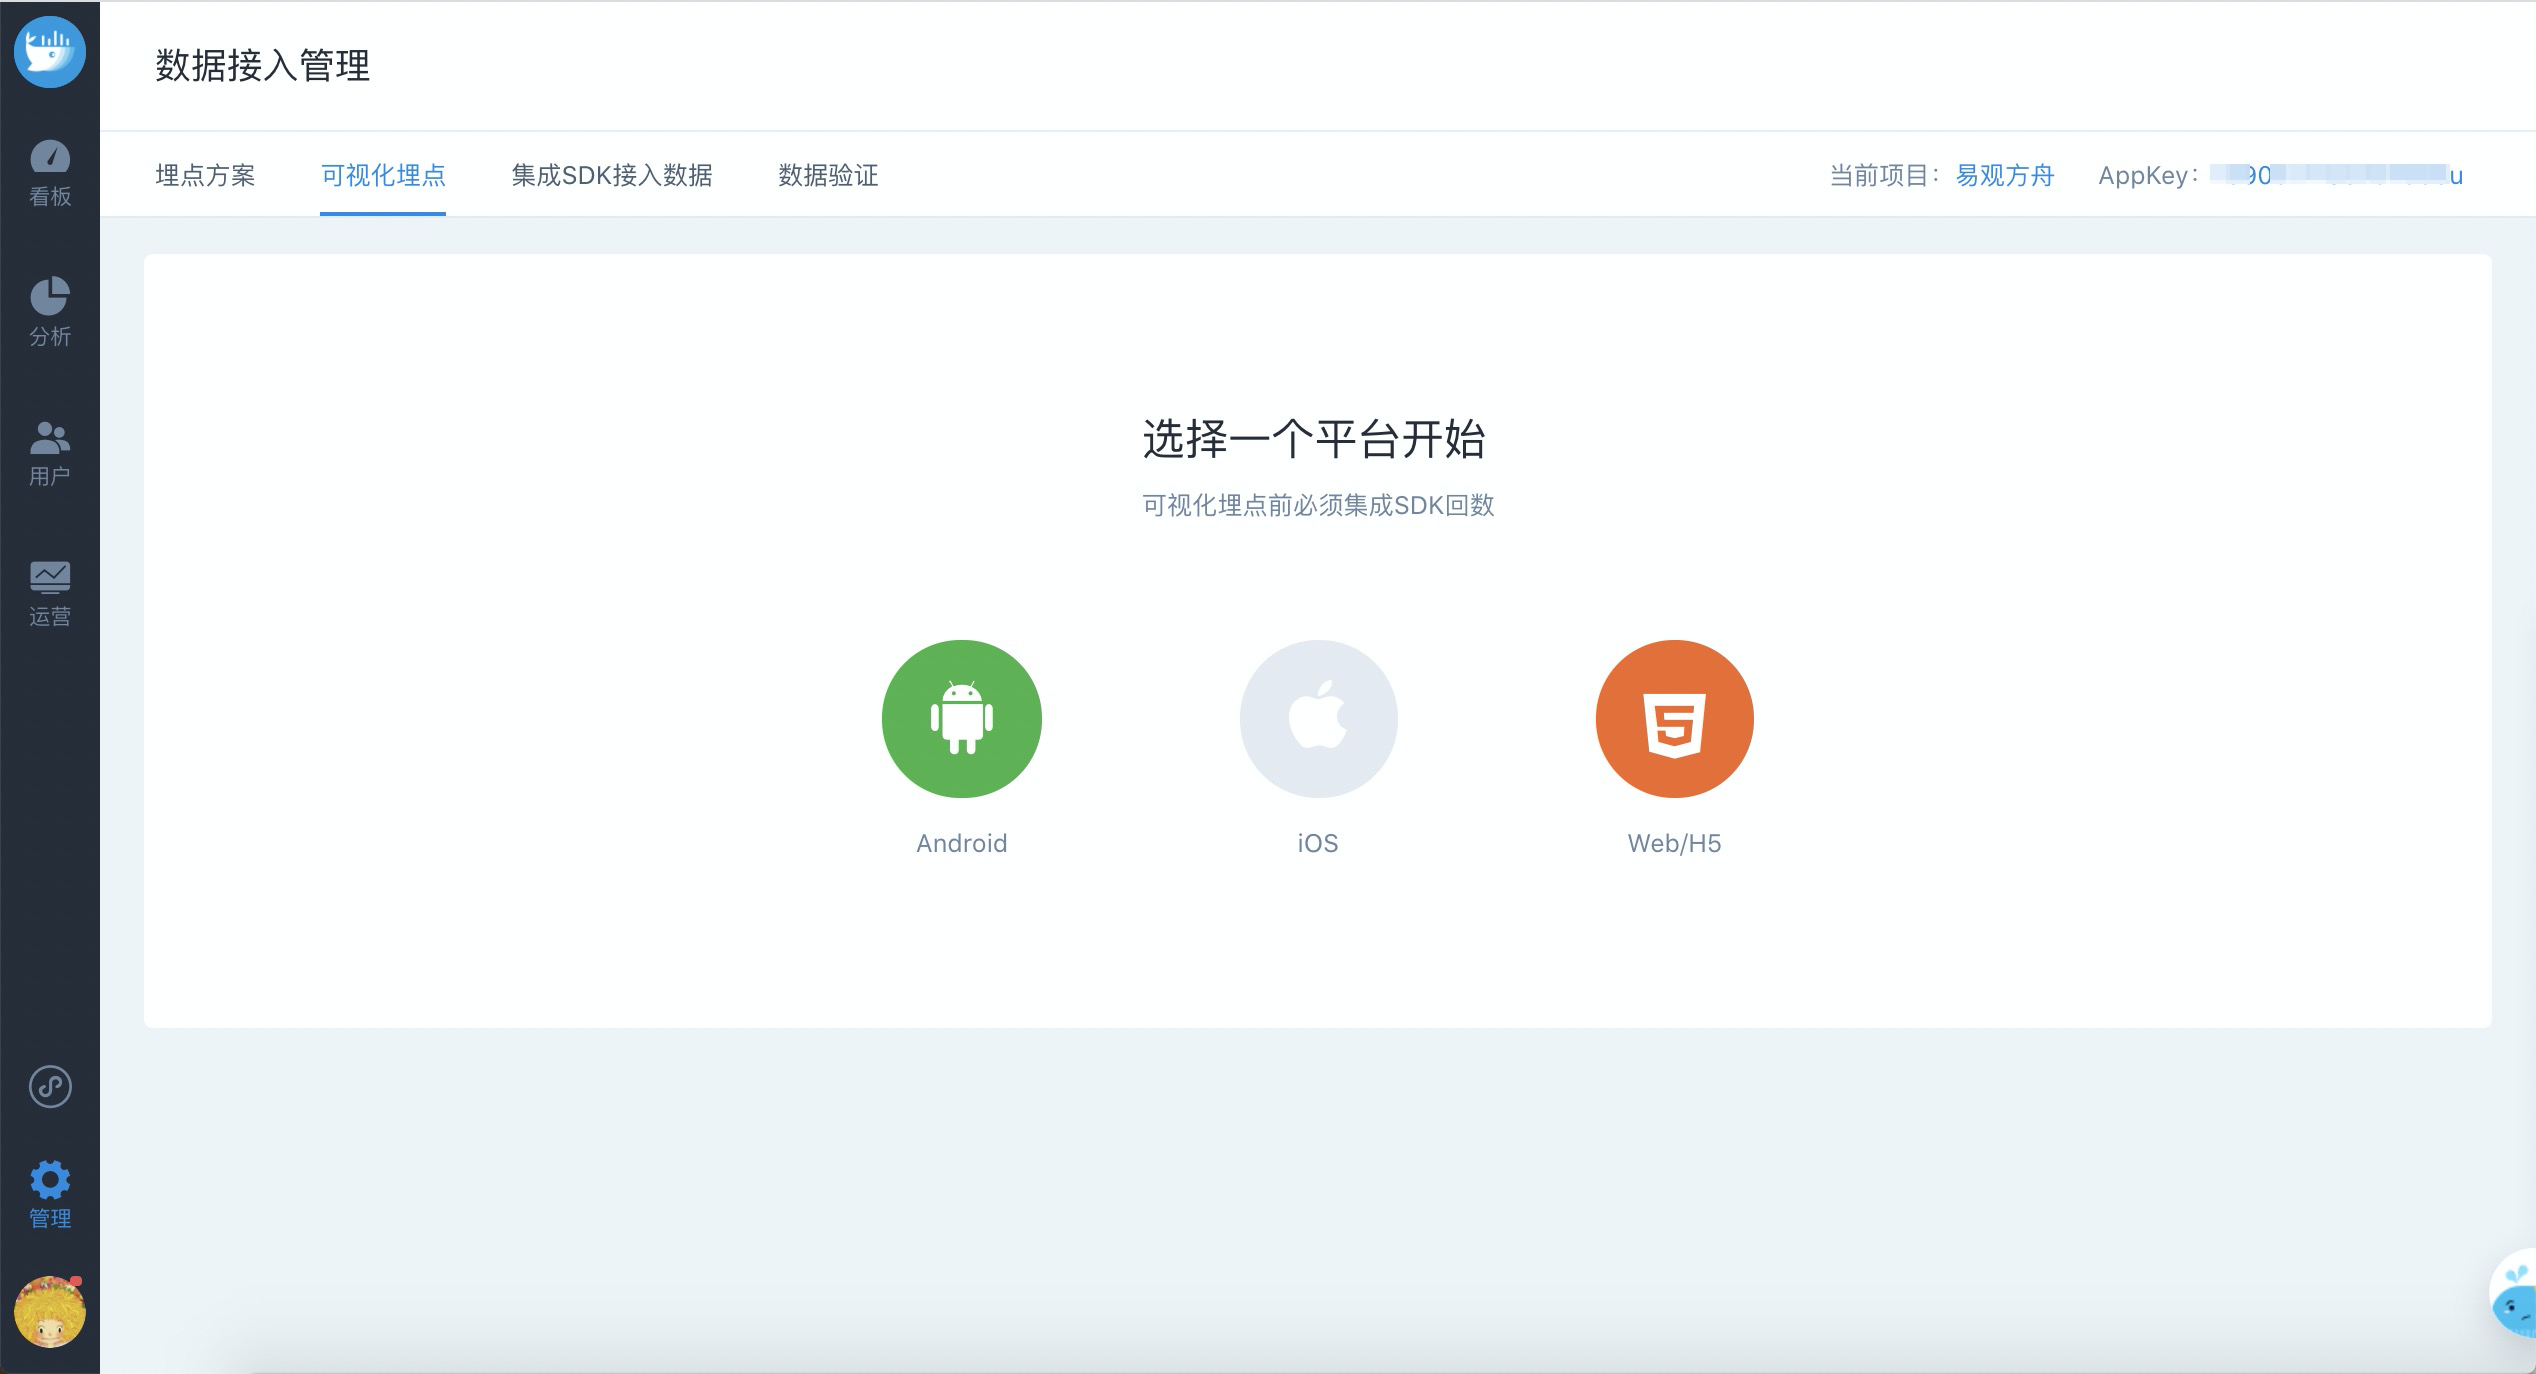 数据接入管理
埋点方案 可视化埋点 集成SDK接入数据 数据验证 当前项目： 易观方舟 AppKey：
看板
分析
用户
运营
选择一个平台开始
可视化埋点前必须集成SDK回数
Android iOS Web/H5
管理